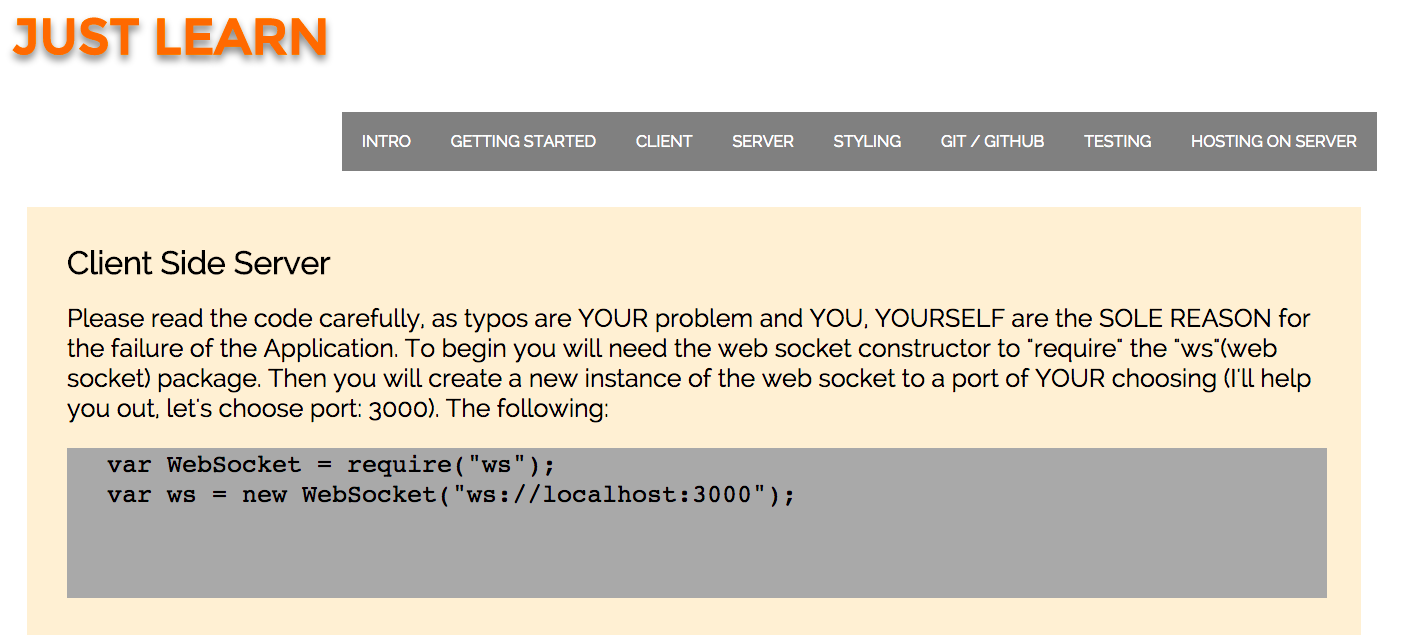 JUST LEARN
INTRO GETTING STARTED CLIENT SERVER STYLING GIT / GITHUB TESTING HOSTING ON SERVER
Client Side Server
Please read the code carefully, as typos are YOUR problem and YOU, YOURSELF are the SOLE REASON for
the failure of the Application. To begin you will need the web socket constructor to "require" the "ws"(web
socket) package. Then you will create a new instance of the web socket to a port of YOUR choosing (I'll help
you out, let's choose port: 3000). The following:
var WebSocket = require("ws");
var ws = new WebSocket("ws://localhost:3000");